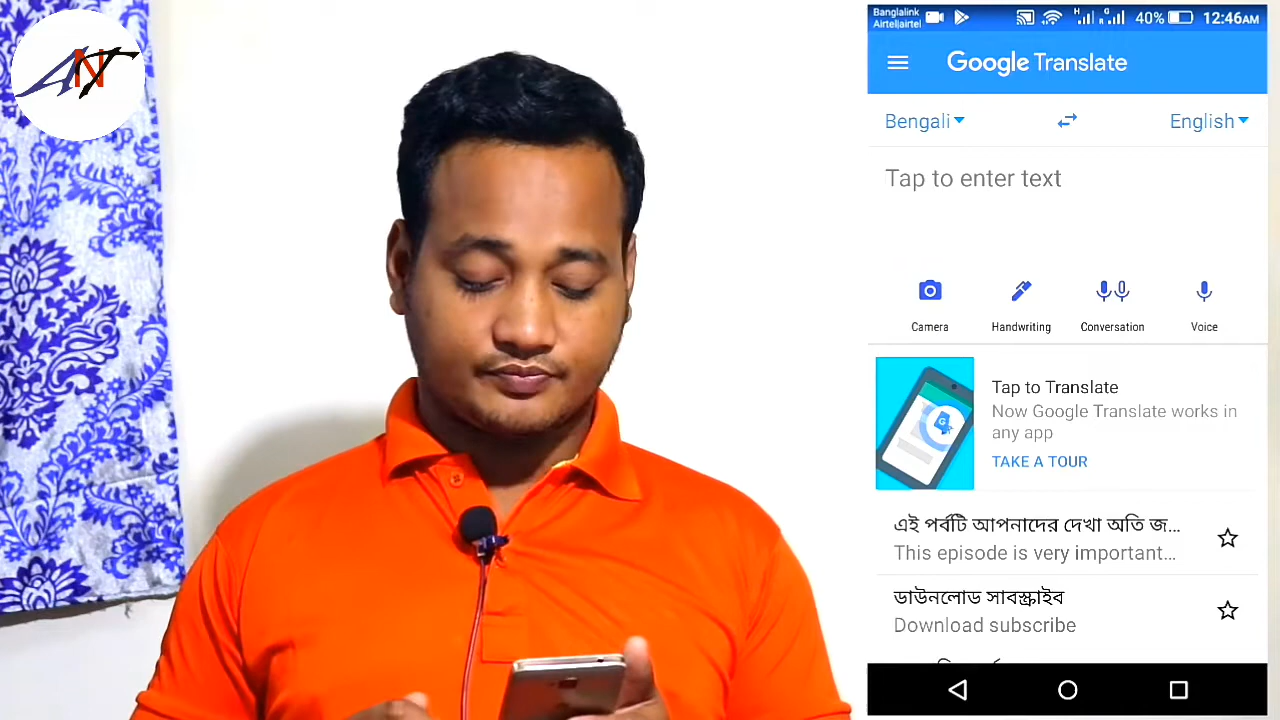 ANT
Banglalink
Airtel|airtel
40%
12:46AM
Google Translate
Bengali
English
Tap to enter text
Camera
Handwriting
Conversation
Voice
Tap to Translate
Now Google Translate works in
any app
TAKE A TOUR
এই পর্বটি আপনাদের দেখা অতি জ...
This episode is very important...
ডাউনলোড সাবস্ক্রাইব
Download subscribe